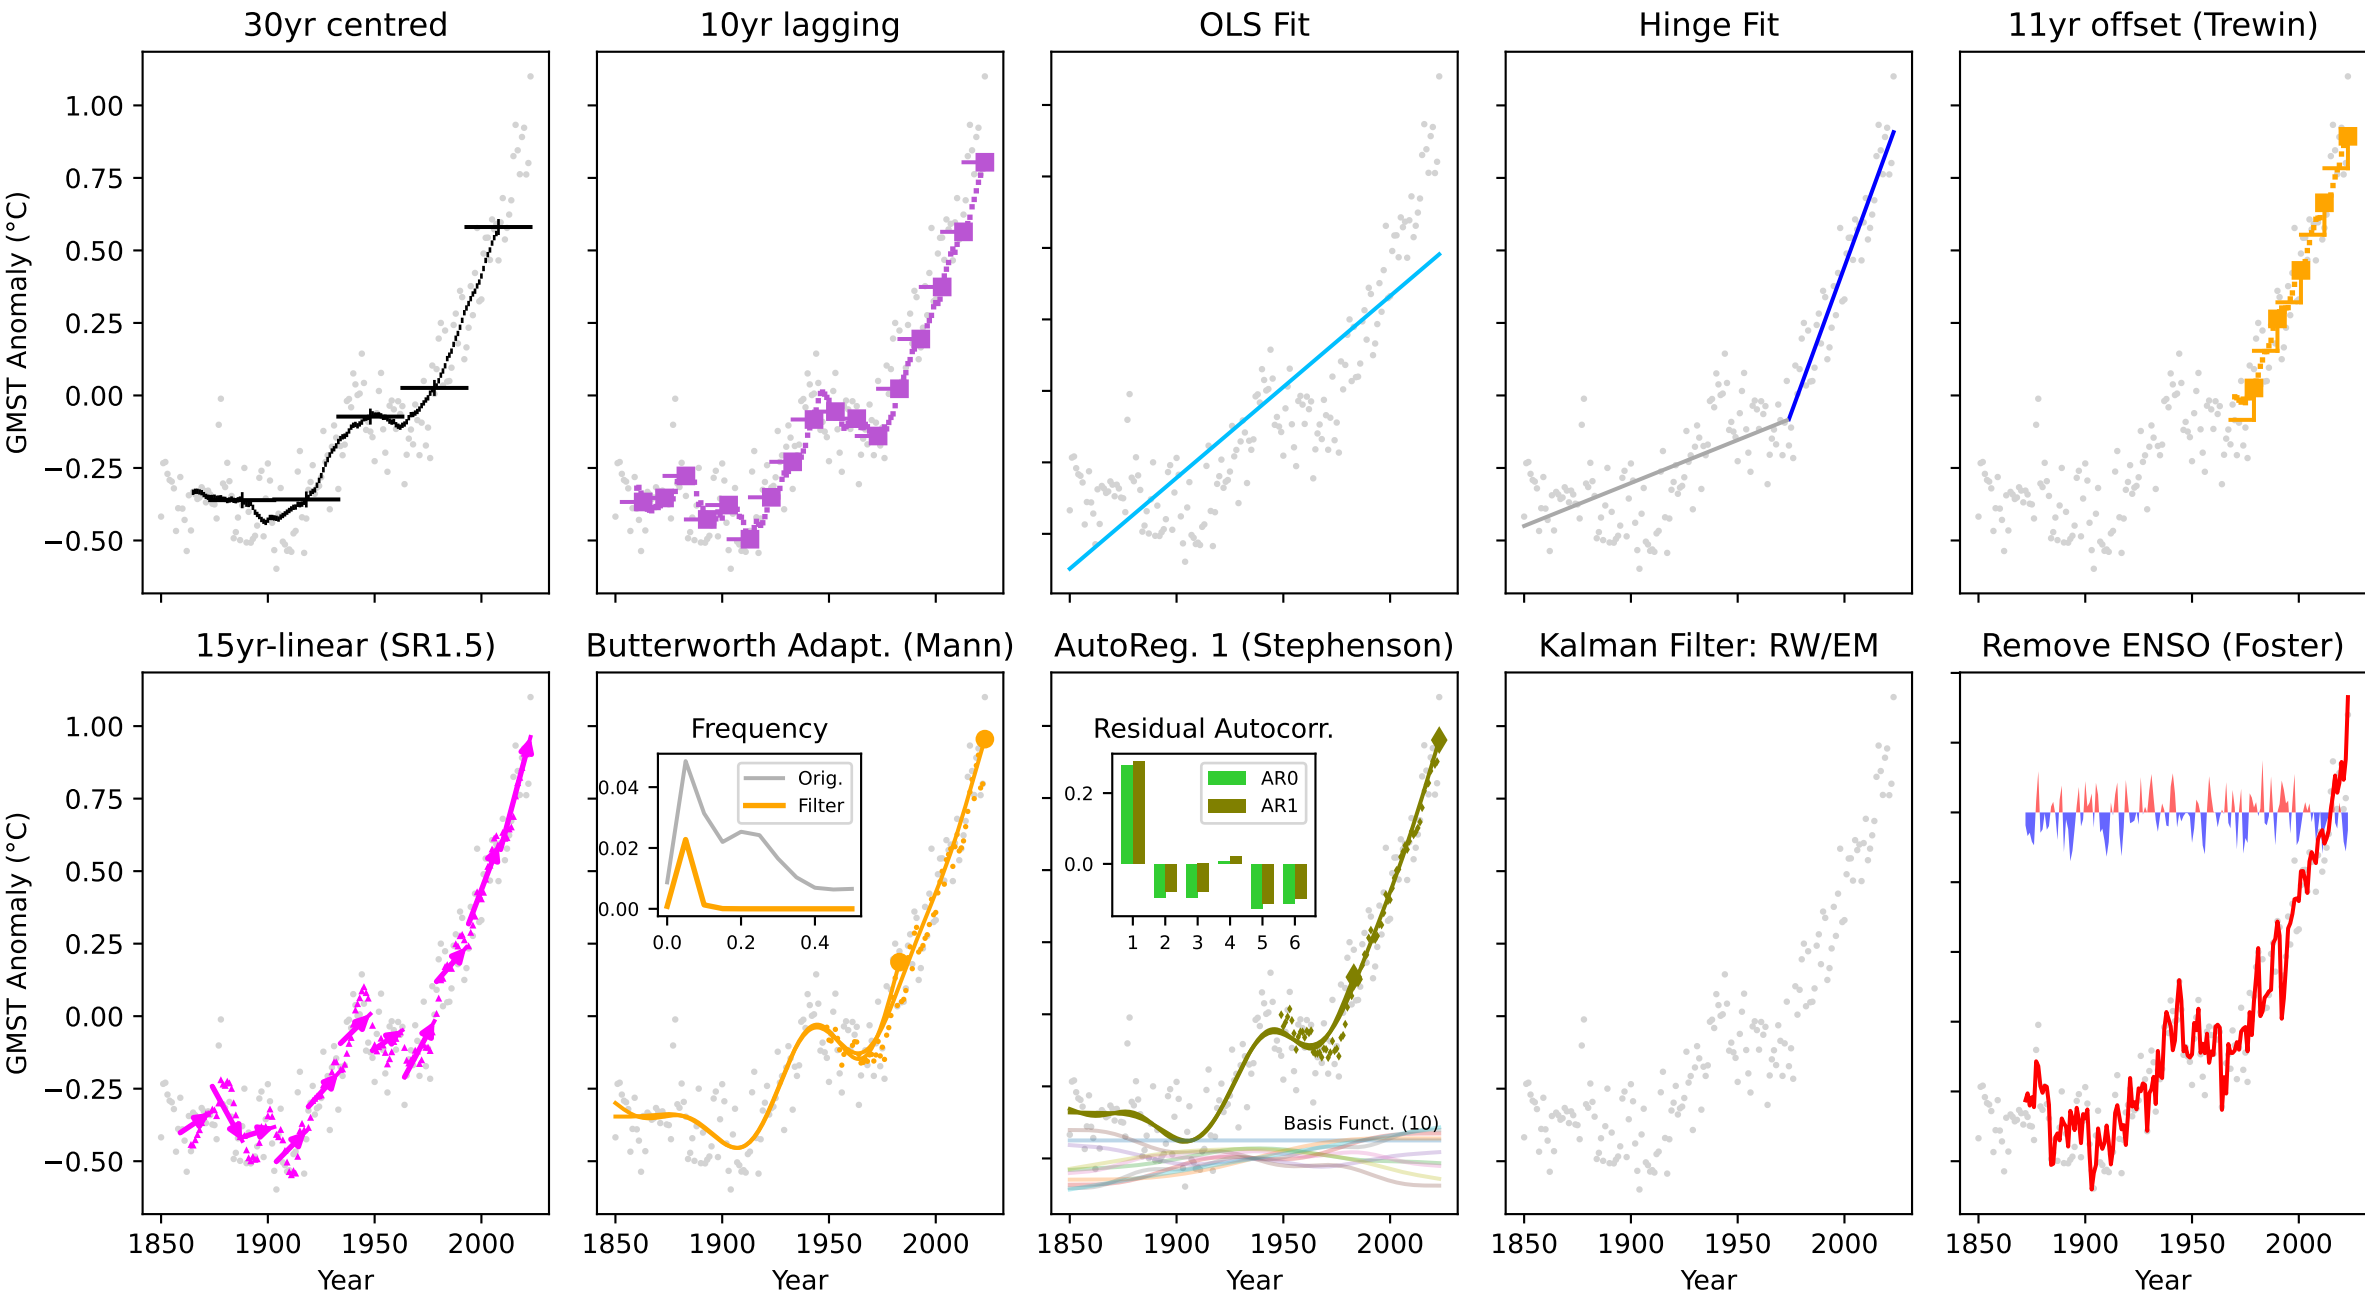 30yr centred
10yr lagging
OLS Fit
Hinge Fit
11yr offset (Trewin)
GMST Anomaly (°C)
1.00
0.75
0.50
0.25
0.00
−0.25
−0.50
15yr-linear (SR1.5)
Butterworth Adapt. (Mann)
AutoReg. 1 (Stephenson)
Kalman Filter: RW/EM
Remove ENSO (Foster)
GMST Anomaly (°C)
1.00
0.75
0.50
0.25
0.00
−0.25
−0.50
1850 1900 1950 2000
Year
Frequency
Orig.
Filter
0.04
0.02
0.00
0.0 0.2 0.4
1850 1900 1950 2000
Year
Residual Autocorr.
AR0
AR1
0.2
0.0
1 2 3 4 5 6
Basis Funct. (10)
1850 1900 1950 2000
Year
1850 1900 1950 2000
Year
1850 1900 1950 2000
Year